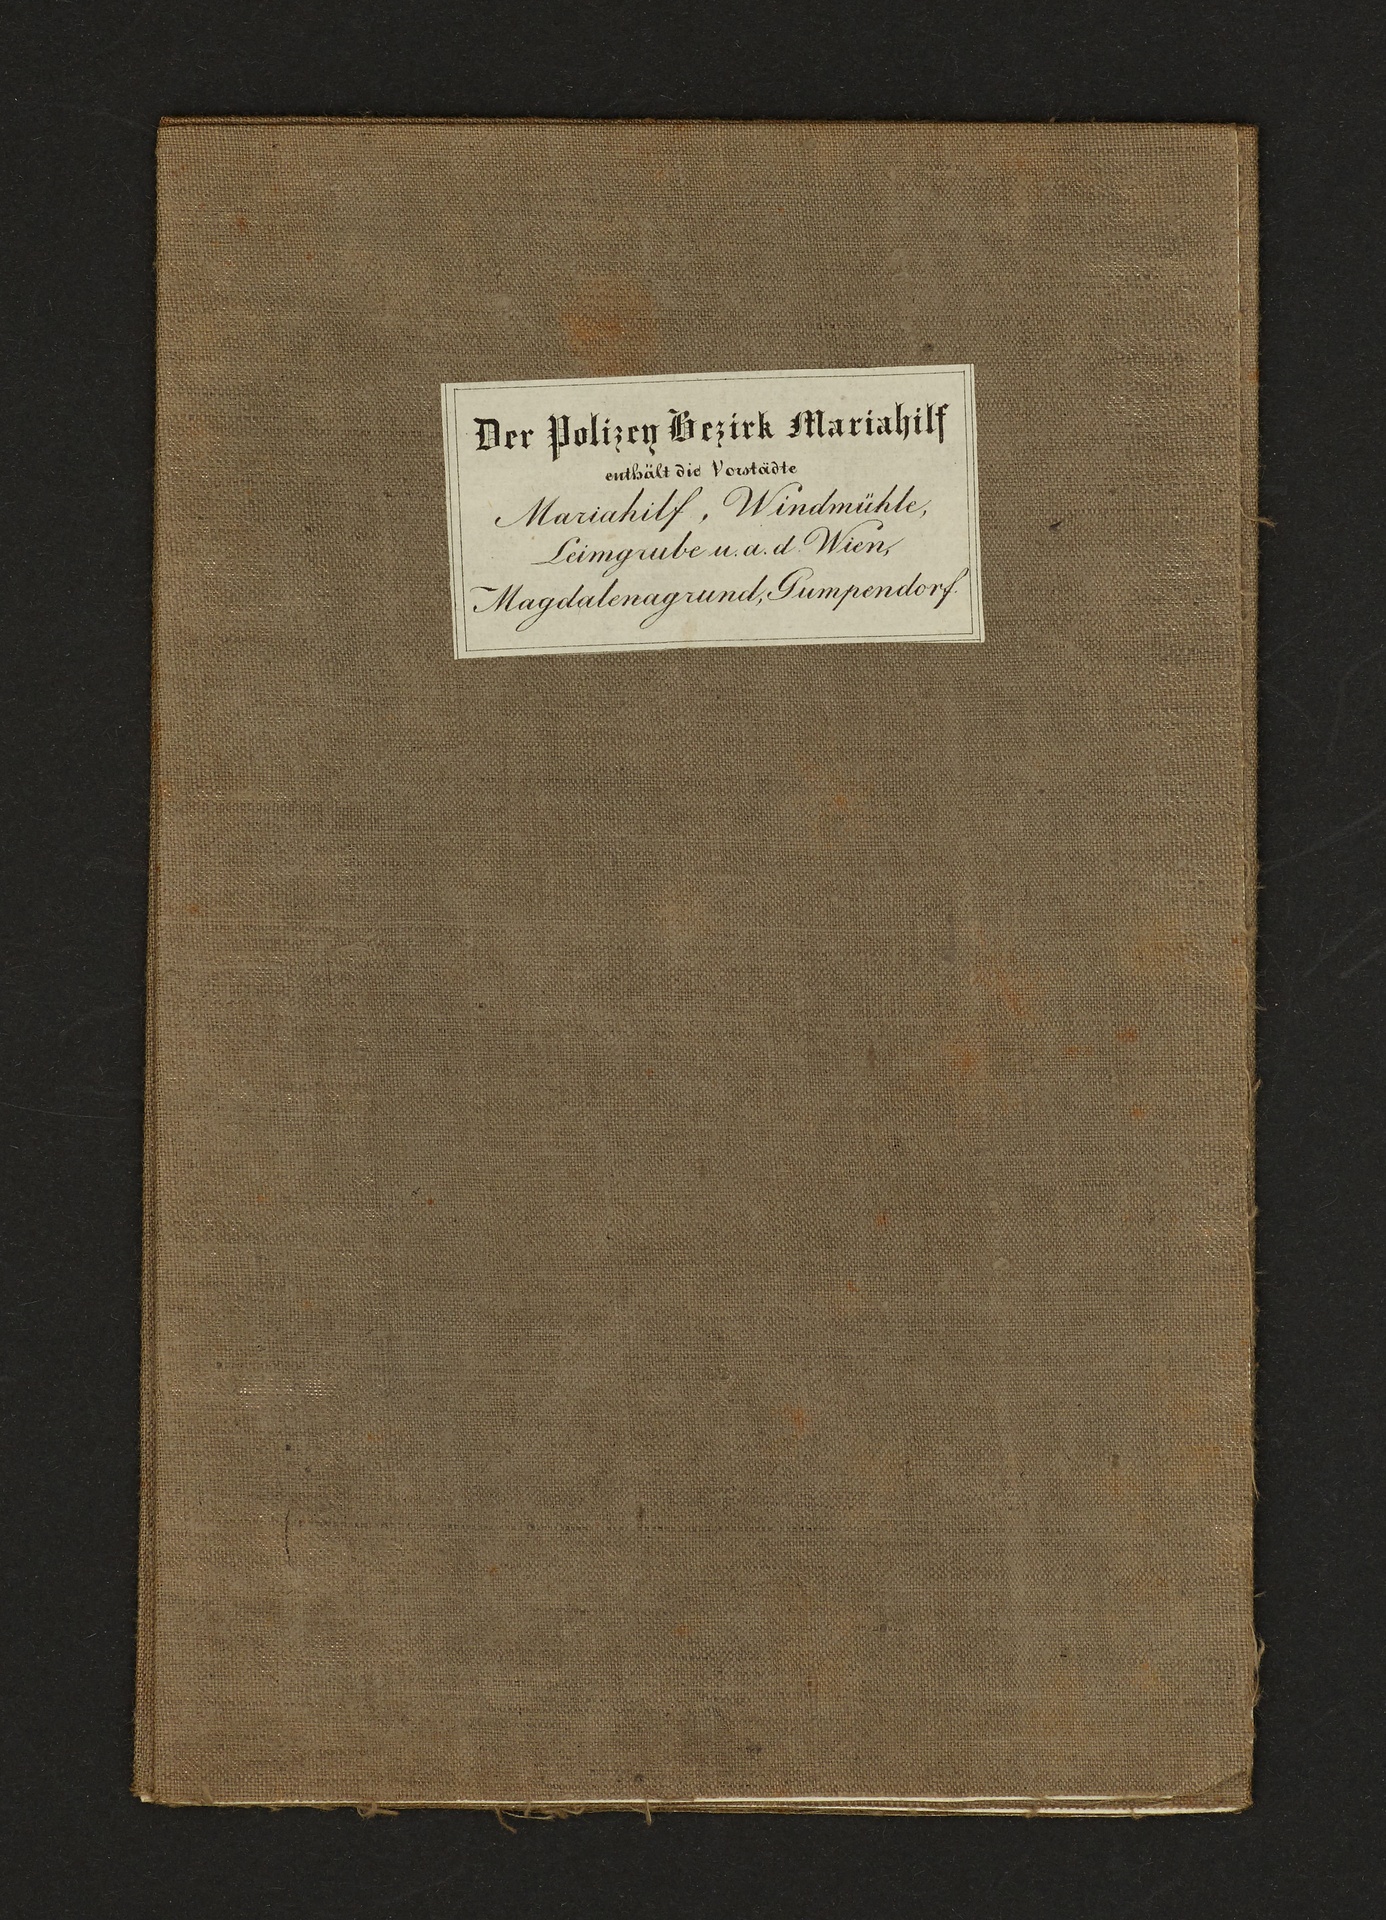 Der Polizey Bezirk Mariahilf
enthält die Vorstädte
Mariahilf, Windmühle,
Leimgrube u. a. d. Wien,
Magdalenagrund, Gumpendorf.